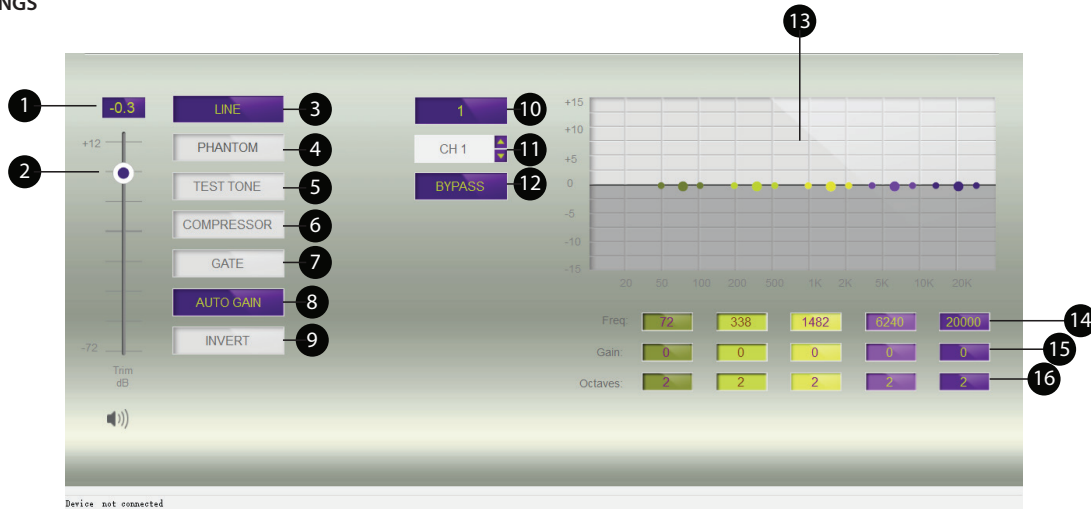 NGS
13
1 -0.3 LINE 3 1 10
+12 PHANTOM 4 CH 1 11
2 TEST TONE 5 BYPASS 12
COMPRESSOR 6
GATE 7
AUTO GAIN 8
INVERT 9
-72
Trim
dB
+15
+10
+5
0
-5
-10
-15
20 50 100 200 500 1K 2K 5K 10K 20K
Freq: 72 338 1482 6240 20000 14
Gain: 0 0 0 0 0 15
Octaves: 2 2 2 2 2 16
Device not connected